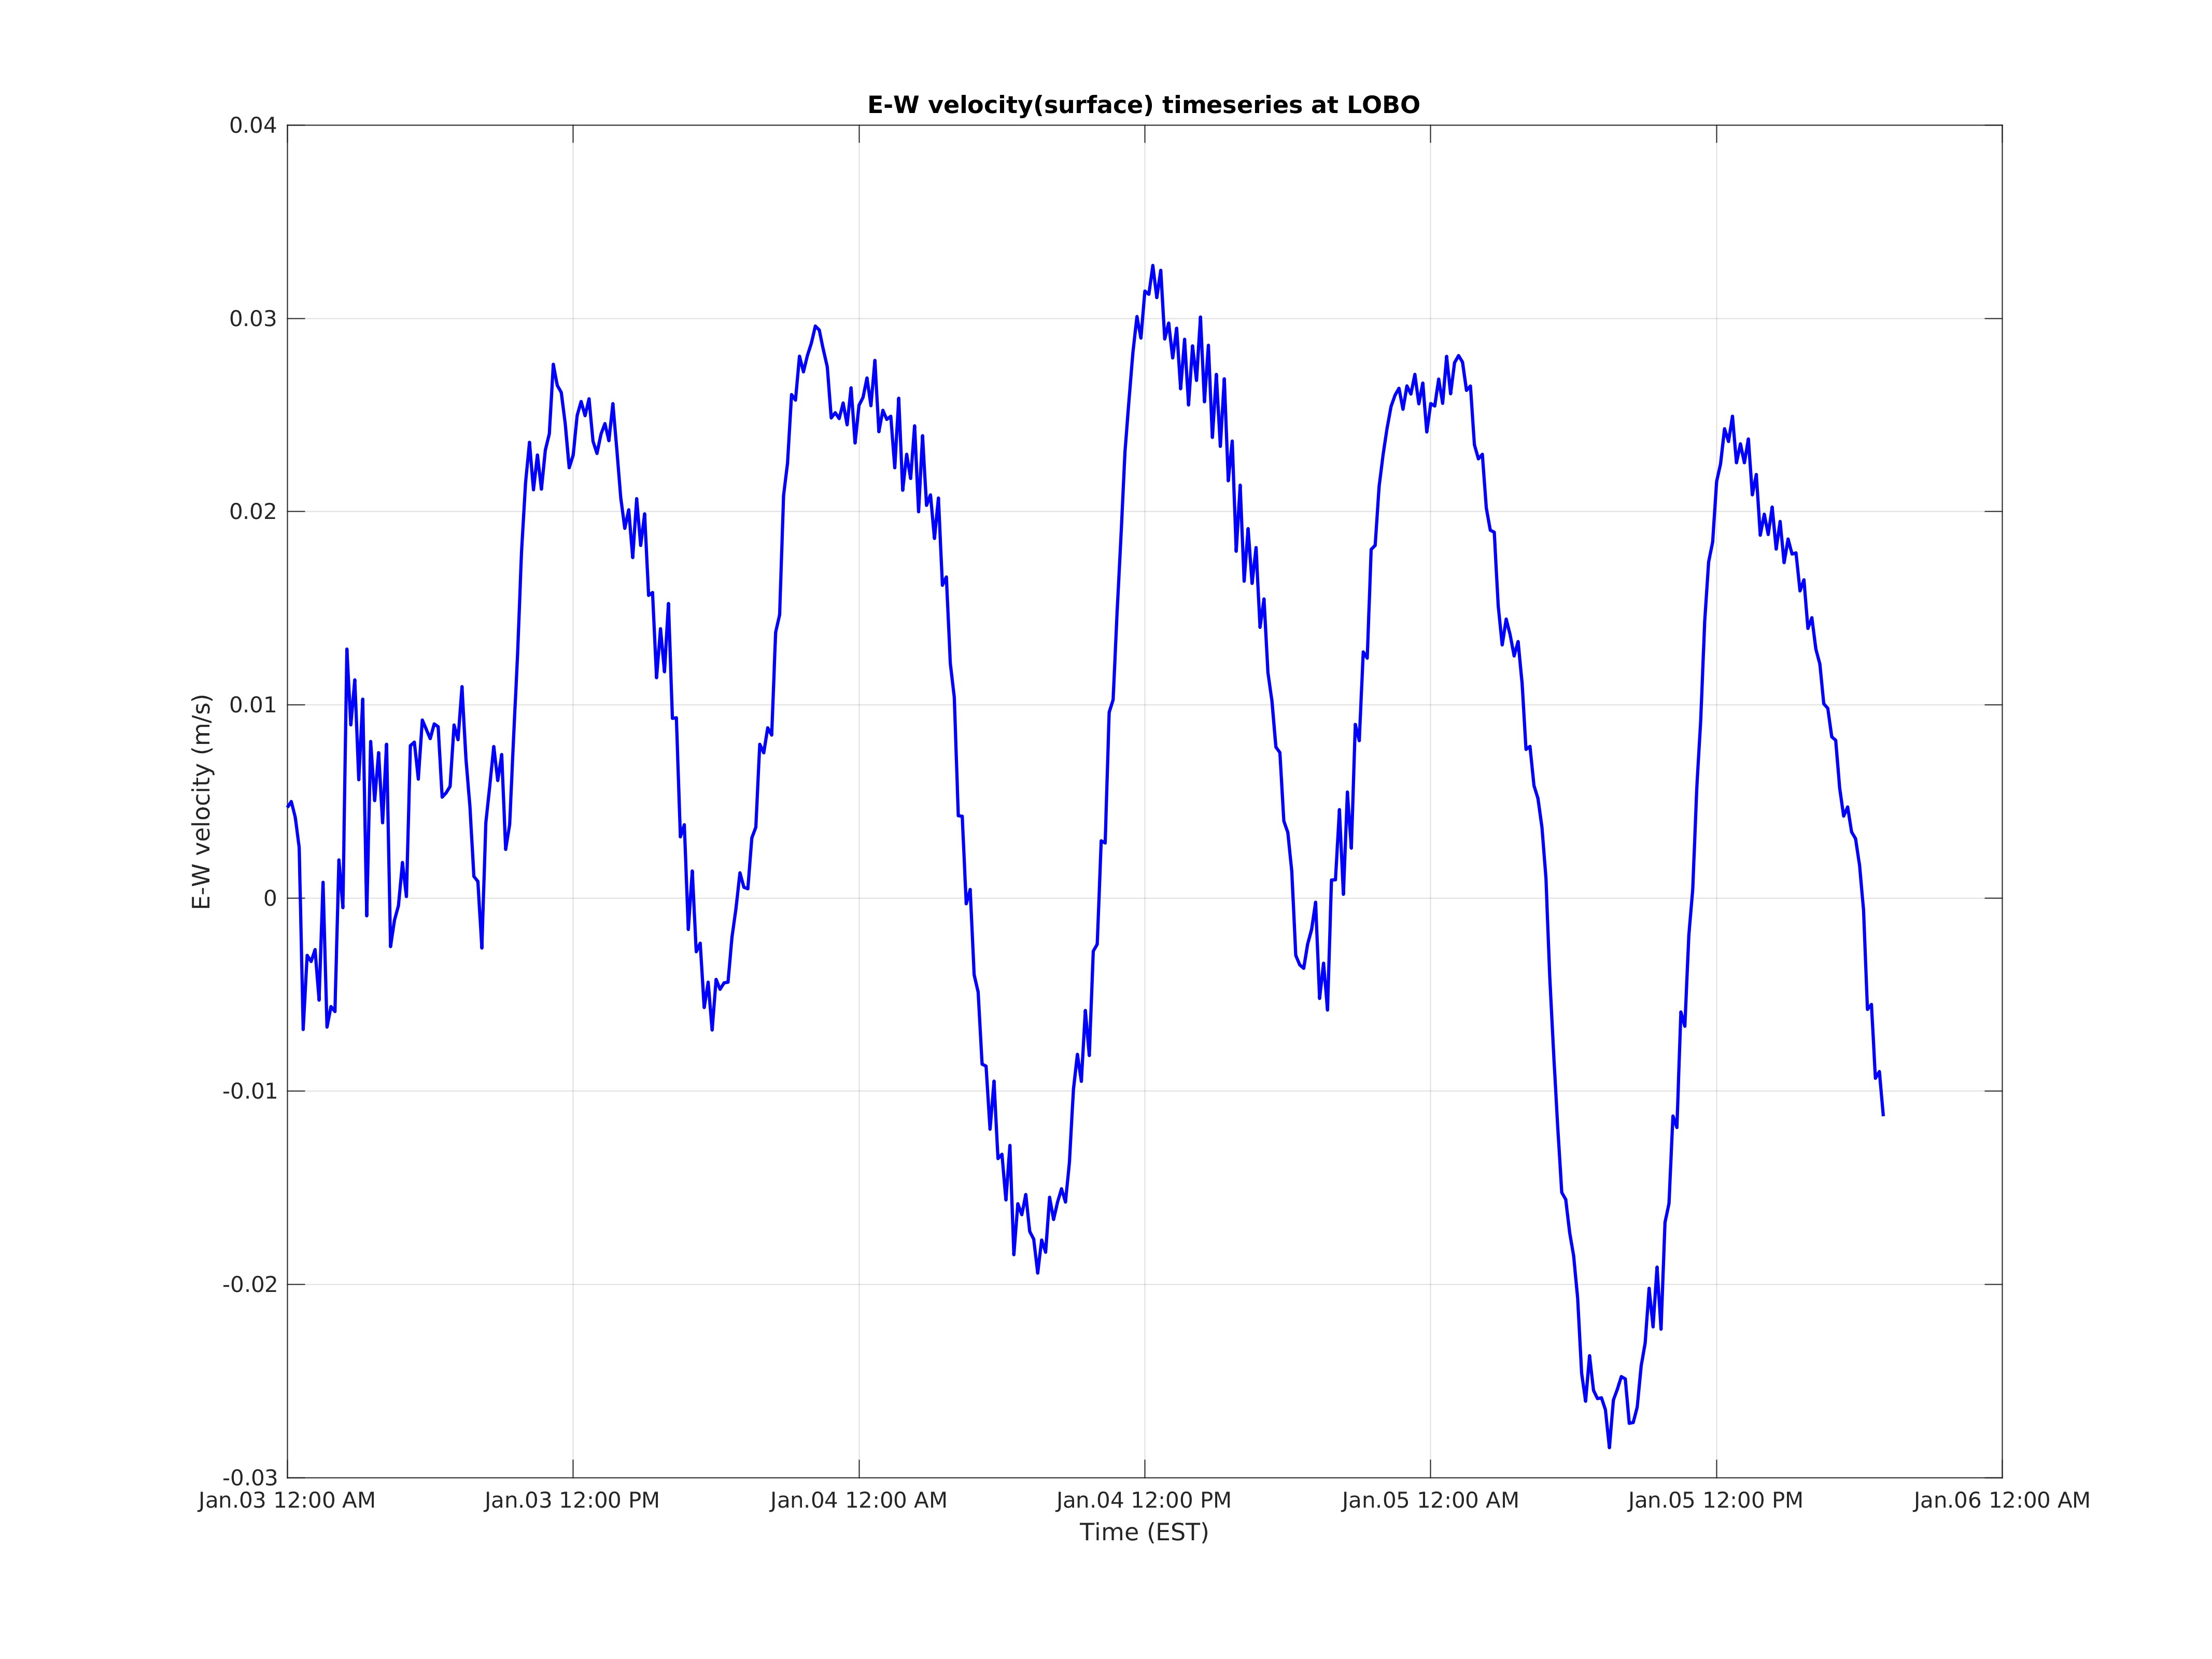 E-W velocity(surface) timeseries at LOBO
0.04
0.03
0.02
0.01
0
-0.01
-0.02
-0.03
E-W velocity (m/s)
Jan.03 12:00 AM Jan.03 12:00 PM Jan.04 12:00 AM Jan.04 12:00 PM Jan.05 12:00 AM Jan.05 12:00 PM Jan.06 12:00 AM
Time (EST)